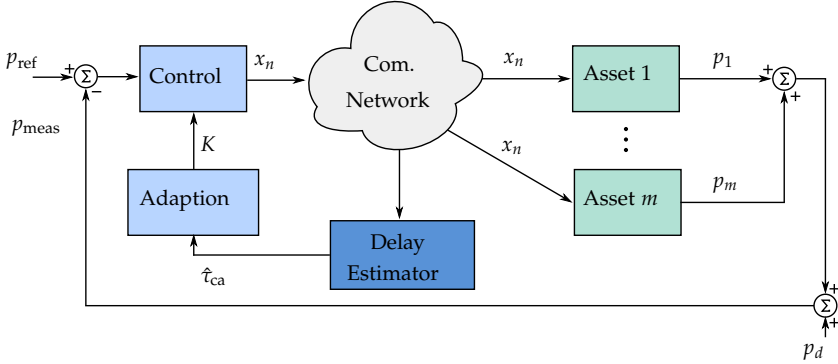 p_ref
+
Σ
−
p_meas
Control
x_n
Com.
Network
x_n
x_n
Asset 1
p_1
⋮
Asset m
p_m
+
Σ
+
K
Adaption
τ̂_ca
Delay
Estimator
+
Σ
+
p_d